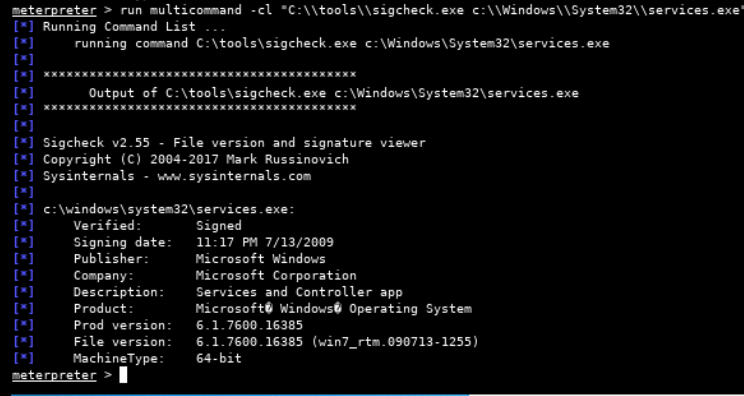 meterpreter > run multicommand -cl "C:\\tools\\sigcheck.exe c:\\Windows\\System32\\services.exe"
[*] Running Command List ...
[*]     running command C:\tools\sigcheck.exe c:\Windows\System32\services.exe
[*]
[*] *****************************************
[*]       Output of C:\tools\sigcheck.exe c:\Windows\System32\services.exe
[*] *****************************************
[*]
[*] Sigcheck v2.55 - File version and signature viewer
[*] Copyright (C) 2004-2017 Mark Russinovich
[*] Sysinternals - www.sysinternals.com
[*]
[*] c:\windows\system32\services.exe:
[*]     Verified:       Signed
[*]     Signing date:   11:17 PM 7/13/2009
[*]     Publisher:      Microsoft Windows
[*]     Company:        Microsoft Corporation
[*]     Description:    Services and Controller app
[*]     Product:        Microsoft� Windows� Operating System
[*]     Prod version:   6.1.7600.16385
[*]     File version:   6.1.7600.16385 (win7_rtm.090713-1255)
[*]     MachineType:    64-bit
meterpreter >